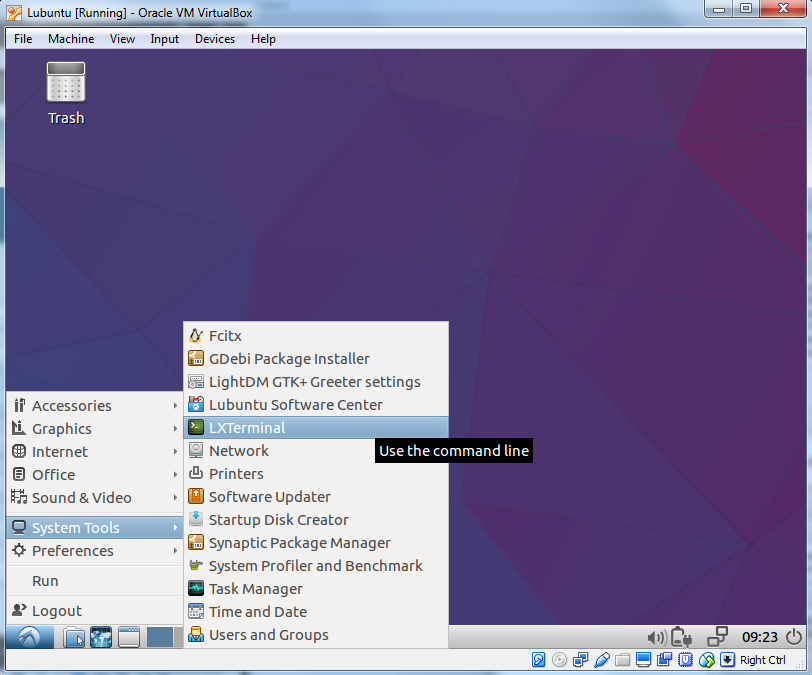 Lubuntu [Running] - Oracle VM VirtualBox
File Machine View Input Devices Help
Trash
Fcitx
GDebi Package Installer
LightDM GTK+ Greeter settings
Lubuntu Software Center
LXTerminal
Use the command line
Network
Printers
Software Updater
Startup Disk Creator
Synaptic Package Manager
System Profiler and Benchmark
Task Manager
Time and Date
Users and Groups
Accessories
Graphics
Internet
Office
Sound & Video
System Tools
Preferences
Run
Logout
09:23
Right Ctrl